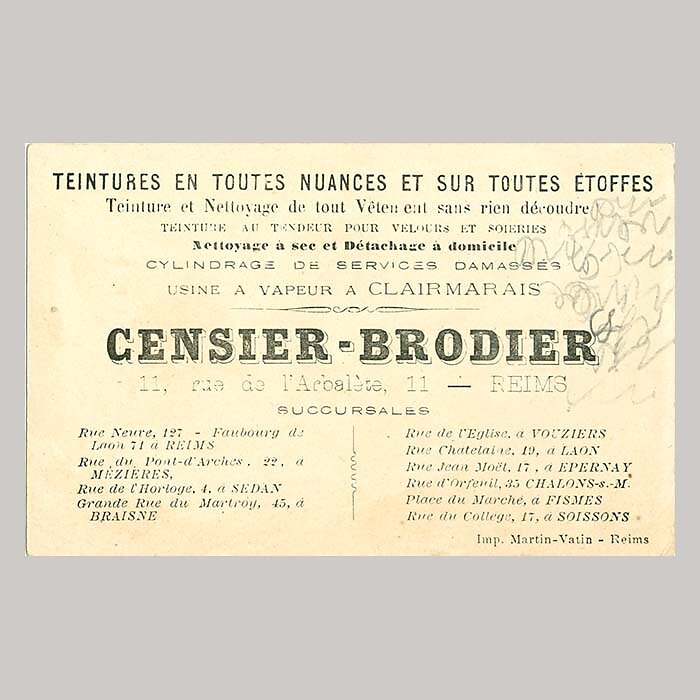 TEINTURES EN TOUTES NUANCES ET SUR TOUTES ÉTOFFES
Teinture et Nettoyage de tout Vêtement sans rien découdre
TEINTURE AU TENDEUR POUR VELOURS ET SOIERIES
Nettoyage à sec et Détachage à domicile
CYLINDRAGE DE SERVICES DAMASSÉS
USINE A VAPEUR A CLAIRMARAIS
CENSIER-BRODIER
11, rue de l'Arbalète, 11 — REIMS
SUCCURSALES
Rue Neuve, 127 - Faubourg de
Laon 71 à REIMS
Rue du Pont-d'Arches, 22, à
MÉZIÈRES,
Rue de l'Horloge, 4, à SEDAN
Grande Rue du Martroy, 45, à
BRAISNE
Rue de l'Eglise, à VOUZIERS
Rue Chatelaine, 19, à LAON
Rue Jean Moët, 17, à EPERNAY
Rue d'Orfeuil, 35 CHALONS-s.-M.
Place du Marché, à FISMES
Rue du Collège, 17, à SOISSONS
Imp. Martin-Vatin - Reims